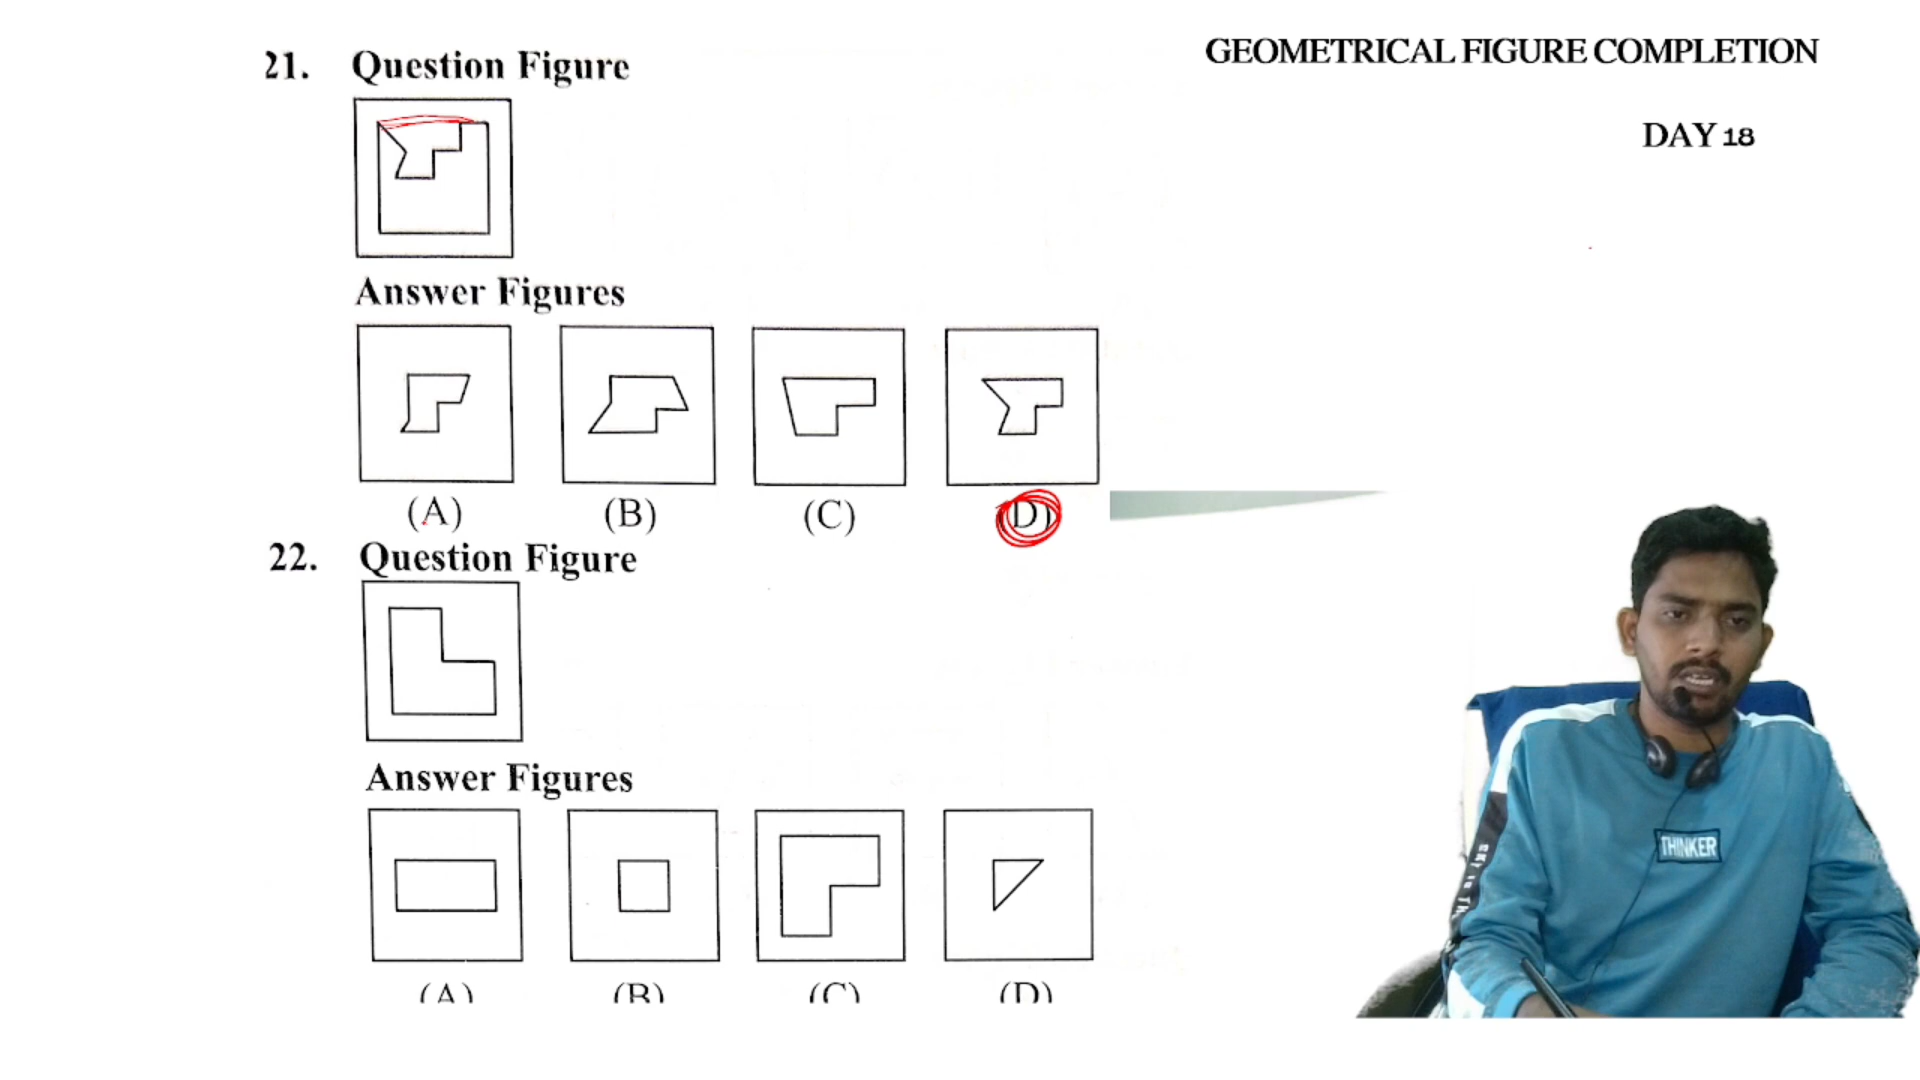 GEOMETRICAL FIGURE COMPLETION
DAY 18
21. Question Figure
Answer Figures
(A) (B) (C) (D)
22. Question Figure
Answer Figures
(A) (B) (C) (D)
THINKER